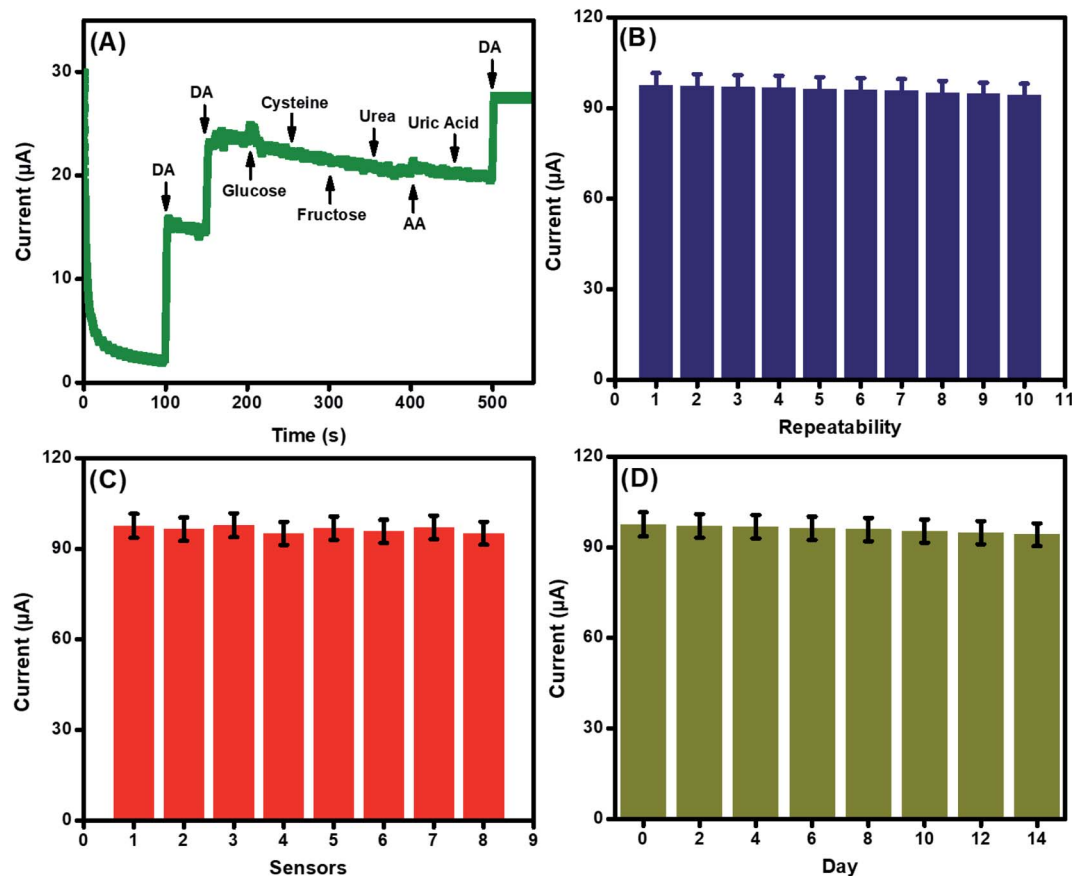 (A)
30
20
10
0
Current (µA)
DA
DA
Cysteine
Urea
Uric Acid
DA
Glucose
Fructose
AA
0 100 200 300 400 500
Time (s)
(B)
120
90
60
30
0
Current (µA)
0 1 2 3 4 5 6 7 8 9 10 11
Repeatability
(C)
120
90
60
30
0
Current (µA)
0 1 2 3 4 5 6 7 8 9
Sensors
(D)
120
90
60
30
0
Current (µA)
0 2 4 6 8 10 12 14
Day